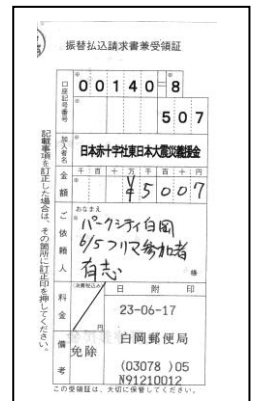 振替払込請求書兼受領証
口座記号番号
00140 8
507
加入者名
日本赤十字社東日本大震災義援金
金額
千 百 十 万 千 百 十 円
¥45007
ご依頼人
おなまえ
パークシティ白岡
6/5フリマ参加者
有志
様
料金
(消費税込み)
円
日附印
23-06-17
白岡郵便局
(03078 )05
N91210012
備考
免除
記載事項を訂正した場合は、その箇所に訂正印を押してください。
この受領証は、大切に保管してください。